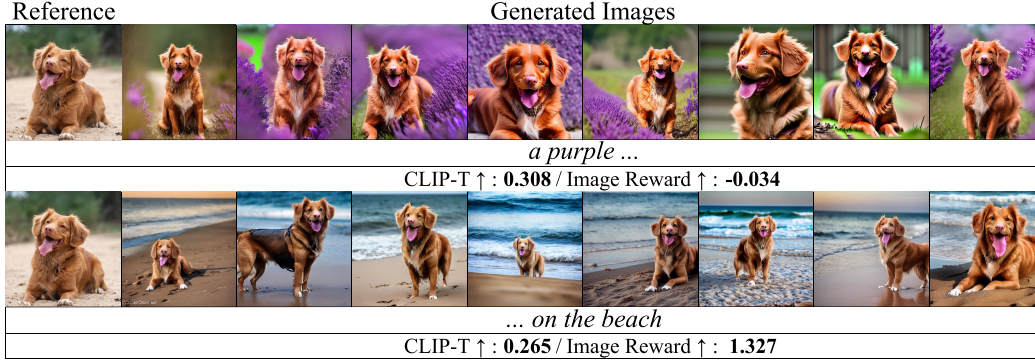 Reference Generated Images
a purple ...
CLIP-T ↑ : 0.308 / Image Reward ↑ : -0.034
... on the beach
CLIP-T ↑ : 0.265 / Image Reward ↑ : 1.327